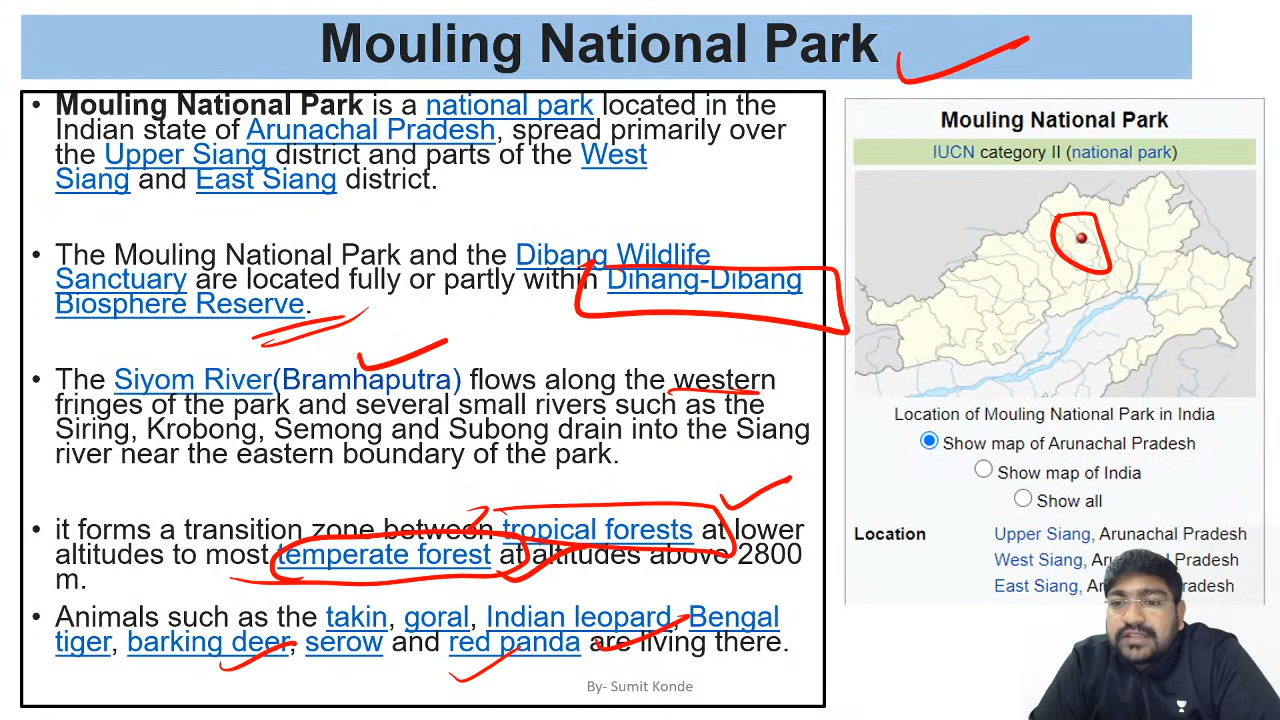 Mouling National Park
• Mouling National Park is a national park located in the
Indian state of Arunachal Pradesh, spread primarily over
the Upper Siang district and parts of the West
Siang and East Siang district.
• The Mouling National Park and the Dibang Wildlife
Sanctuary are located fully or partly within Dihang-Dibang
Biosphere Reserve.
• The Siyom River(Bramhaputra) flows along the western
fringes of the park and several small rivers such as the
Siring, Krobong, Semong and Subong drain into the Siang
river near the eastern boundary of the park.
• it forms a transition zone between tropical forests at lower
altitudes to most temperate forest at altitudes above 2800
m.
• Animals such as the takin, goral, Indian leopard, Bengal
tiger, barking deer, serow and red panda are living there.
By- Sumit Konde
Mouling National Park
IUCN category II (national park)
Location of Mouling National Park in India
Show map of Arunachal Pradesh
Show map of India
Show all
Location
Upper Siang, Arunachal Pradesh
West Siang, Pradesh
East Siang, Pradesh